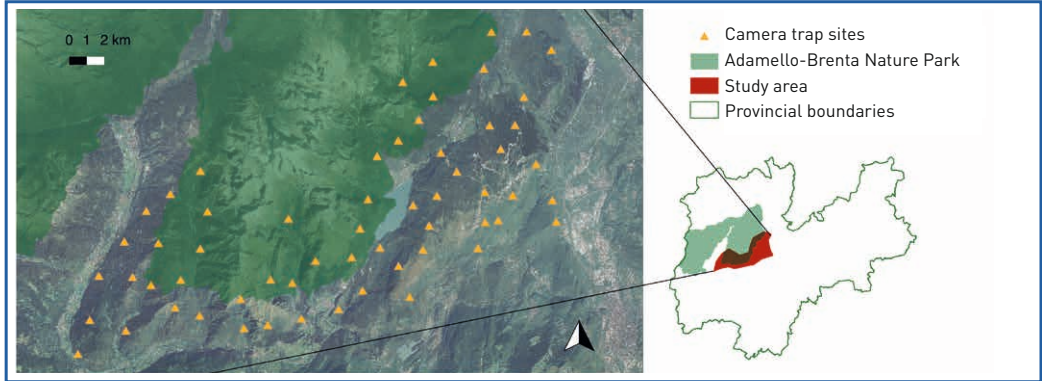 0 1 2 km
Camera trap sites
Adamello-Brenta Nature Park
Study area
Provincial boundaries